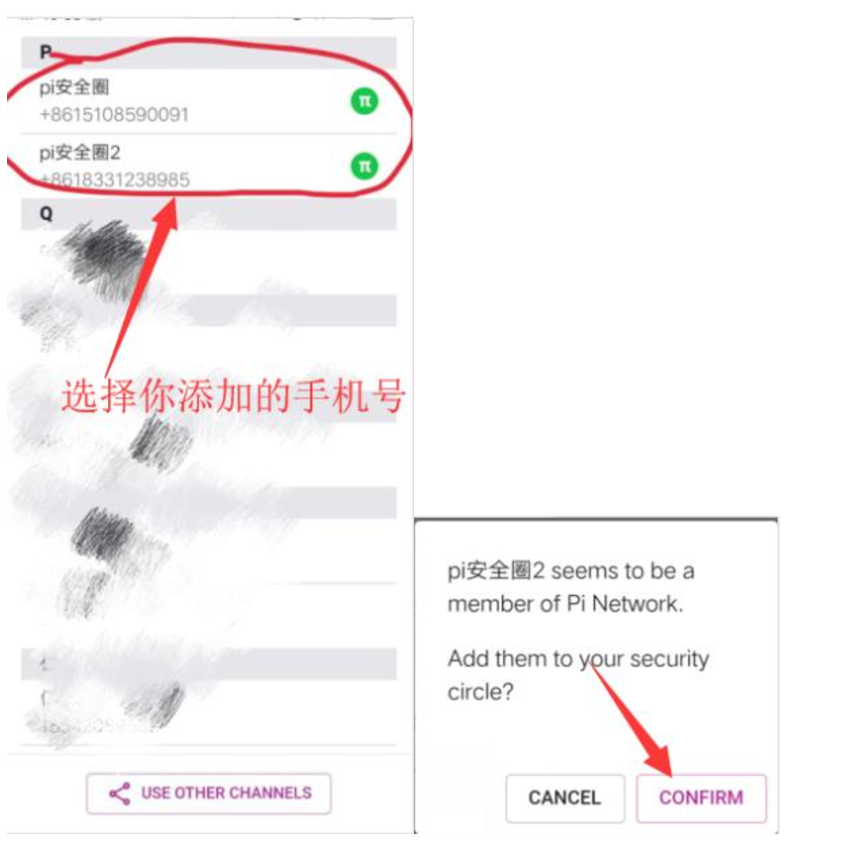 P
pi安全圈
+8615108590091
pi安全圈2
+8618331238985
Q
选择你添加的手机号
USE OTHER CHANNELS
pi安全圈2 seems to be a
member of Pi Network.
Add them to your security
circle?
CANCEL
CONFIRM